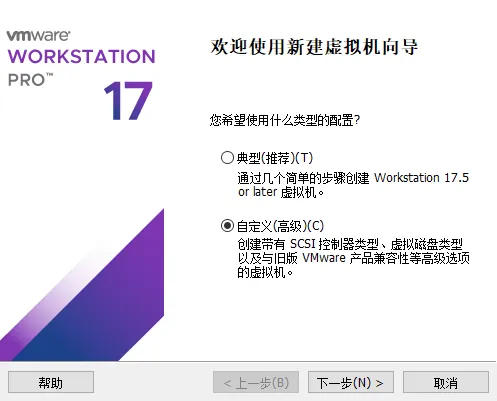 vmware
WORKSTATION
PRO™
17
欢迎使用新建虚拟机向导
您希望使用什么类型的配置?
典型(推荐)(T)
通过几个简单的步骤创建 Workstation 17.5
or later 虚拟机。
自定义(高级)(C)
创建带有 SCSI 控制器类型、虚拟磁盘类型
以及与旧版 VMware 产品兼容性等高级选项
的虚拟机。
帮助
< 上一步(B)
下一步(N) >
取消